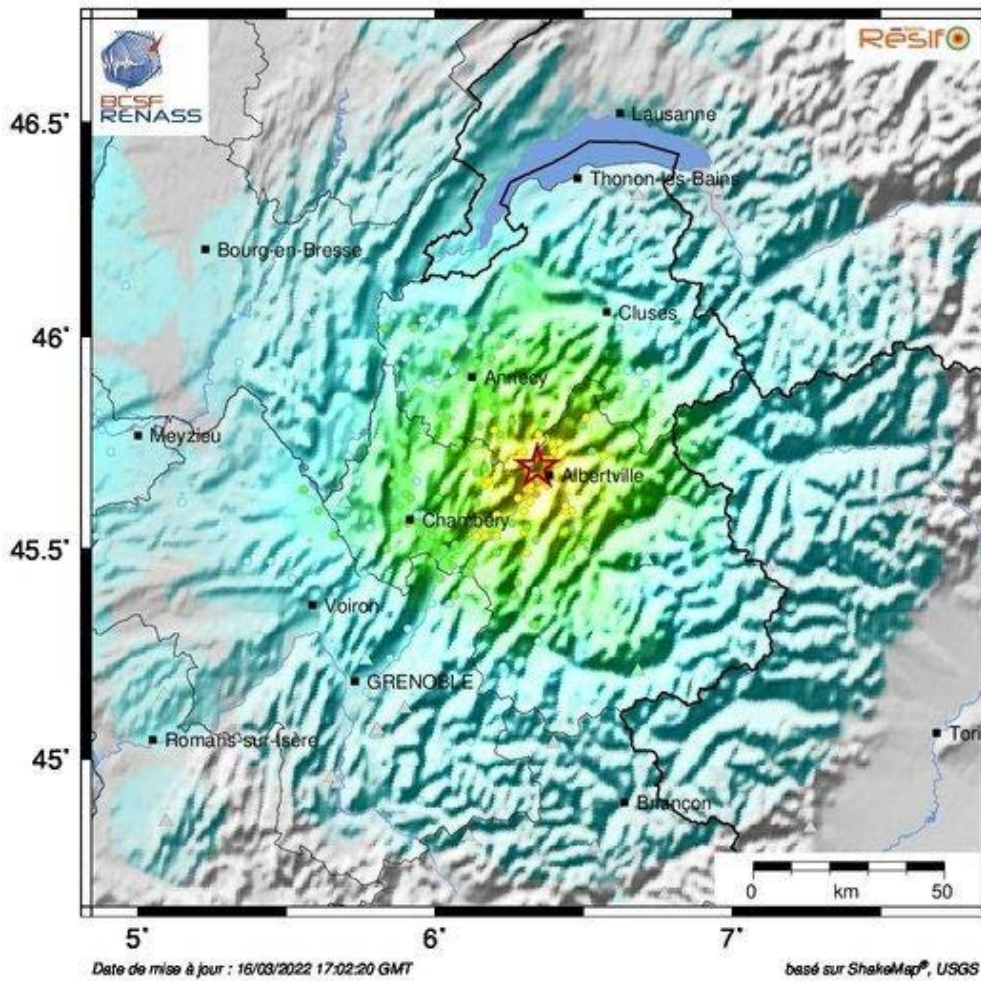 BCSF
RENASS
Résif
46.5°
Lausanne
Thonon-les-Bains
Bourg-en-Bresse
Cluses
46°
Annecy
Meyzieu
Albertville
Chambéry
45.5°
Voiron
GRENOBLE
Romans-sur-Isère
Tori
45°
Briançon
0 km 50
5° 6° 7°
Date de mise à jour : 16/03/2022 17:02:20 GMT
basé sur ShakeMap®, USGS